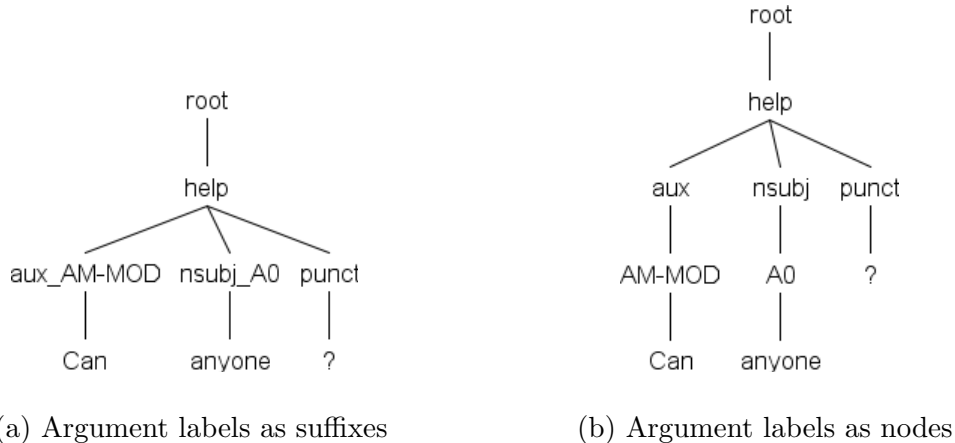 root
help
aux_AM-MOD nsubj_A0 punct
Can anyone ?
a) Argument labels as suffixes
root
help
aux nsubj punct
AM-MOD A0 ?
Can anyone
(b) Argument labels as nodes